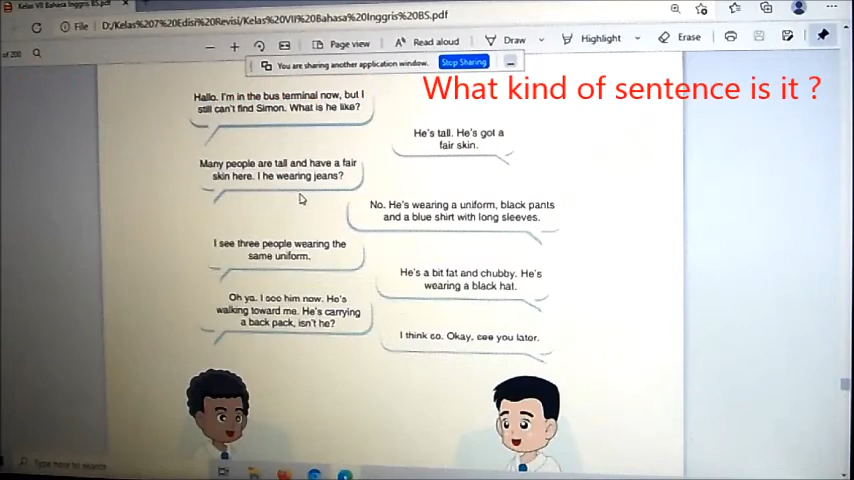 Kelas VII Bahasa Inggris BS.pdf
File | D:/Kelas%207%20Edisi%20Revisi/Kelas%20VII%20Bahasa%20Inggris%20BS.pdf
of 200
Page view
Read aloud
Draw
Highlight
Erase
You are sharing another application window.
Stop Sharing
What kind of sentence is it ?
Hallo. I'm in the bus terminal now, but I
still can't find Simon. What is he like?
He's tall. He's got a
fair skin.
Many people are tall and have a fair
skin here. I he wearing jeans?
No. He's wearing a uniform, black pants
and a blue shirt with long sleeves.
I see three people wearing the
same uniform.
He's a bit fat and chubby. He's
wearing a black hat.
Oh ya. I see him now. He's
walking toward me. He's carrying
a back pack, isn't he?
I think so. Okay, see you later.
Type here to search